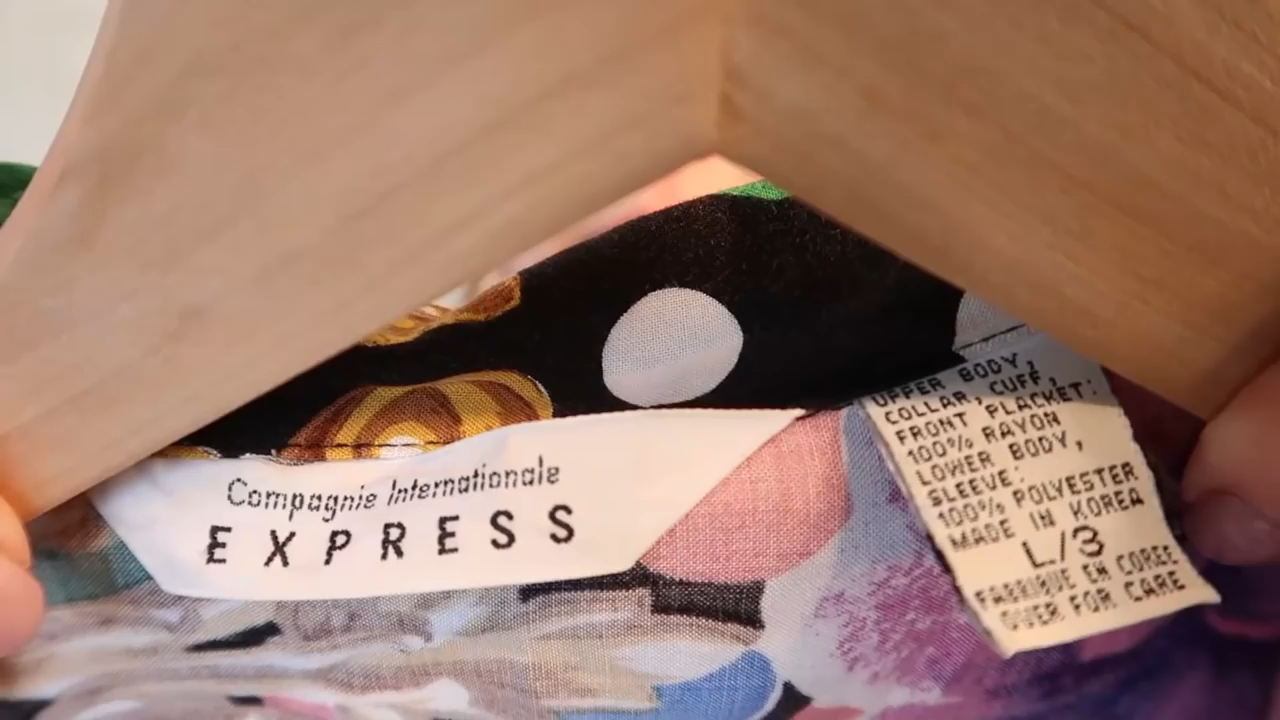 Compagnie Internationale
EXPRESS
UPPER BODY,
COLLAR, CUFF,
FRONT PLACKET:
100% RAYON
LOWER BODY,
SLEEVE:
100% POLYESTER
MADE IN KOREA
L/3
FABRIQUE EN COREE
OVER FOR CARE